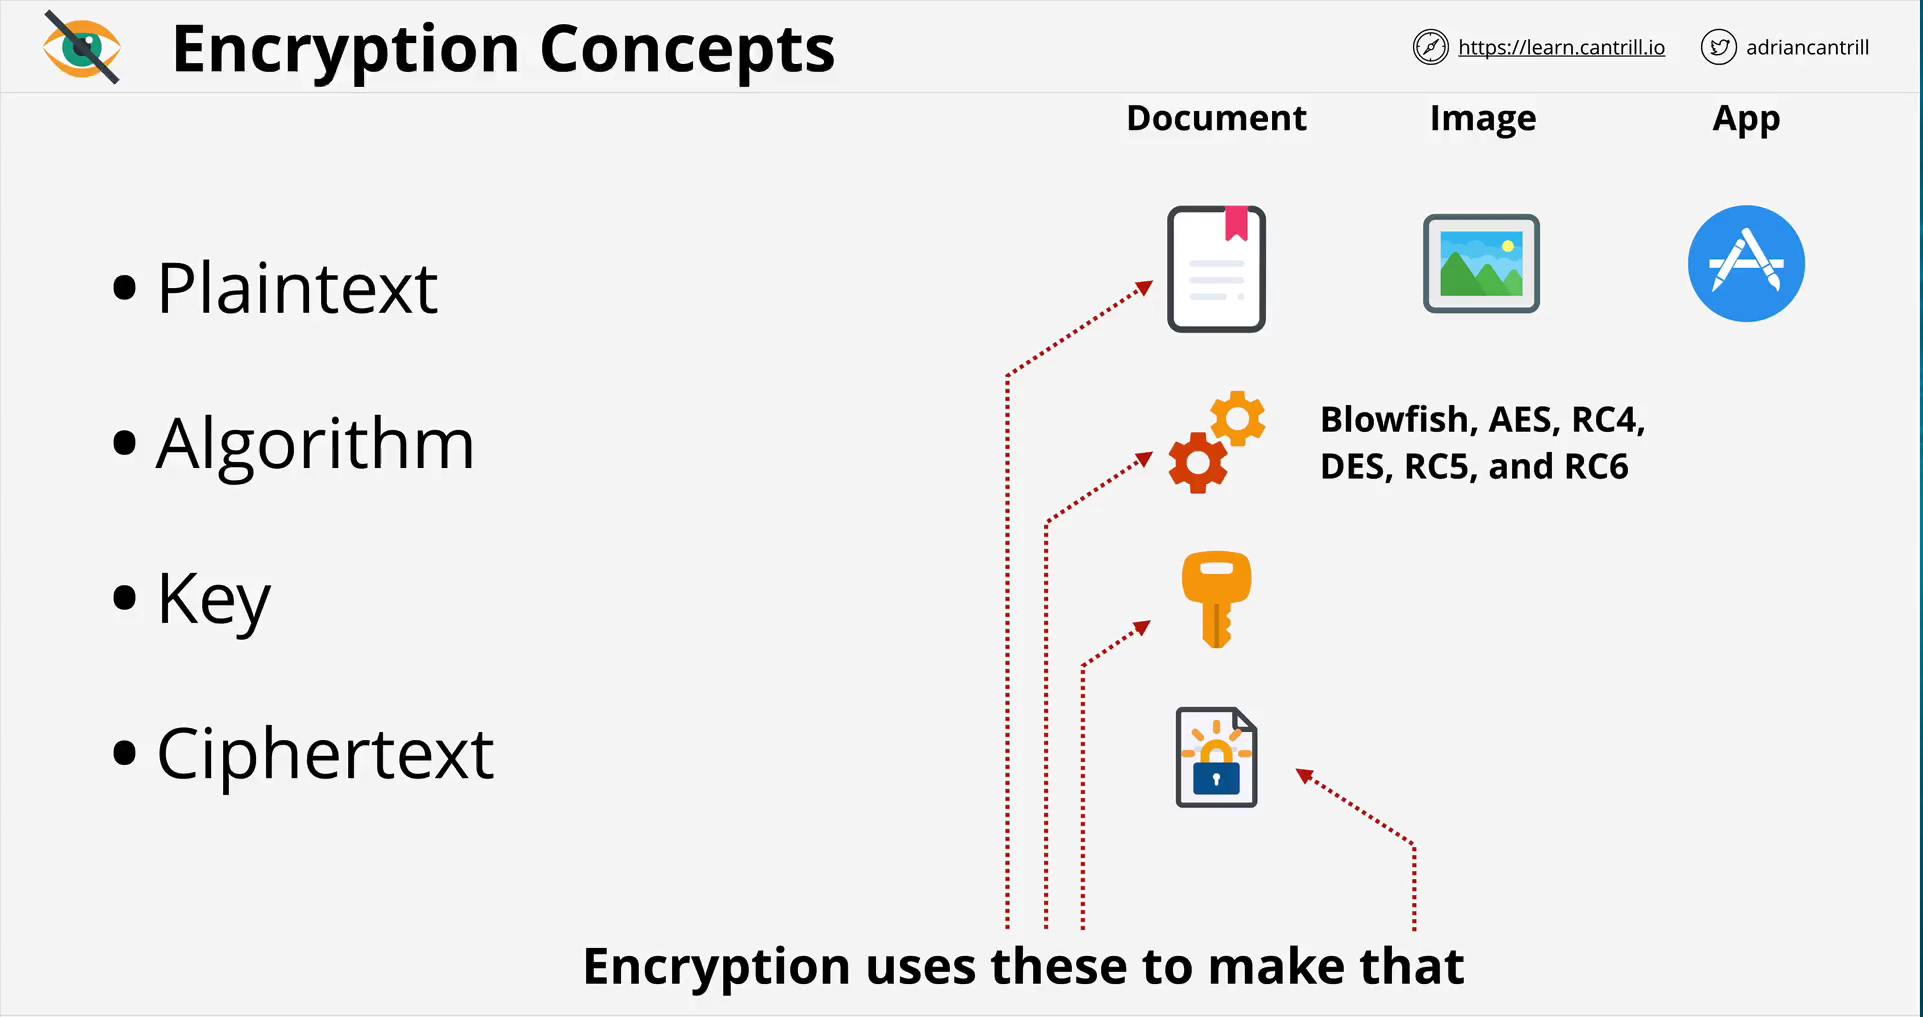 Encryption Concepts
https://learn.cantrill.io
adriancantrill
Document
Image
App
• Plaintext
• Algorithm
Blowfish, AES, RC4,
DES, RC5, and RC6
• Key
• Ciphertext
Encryption uses these to make that